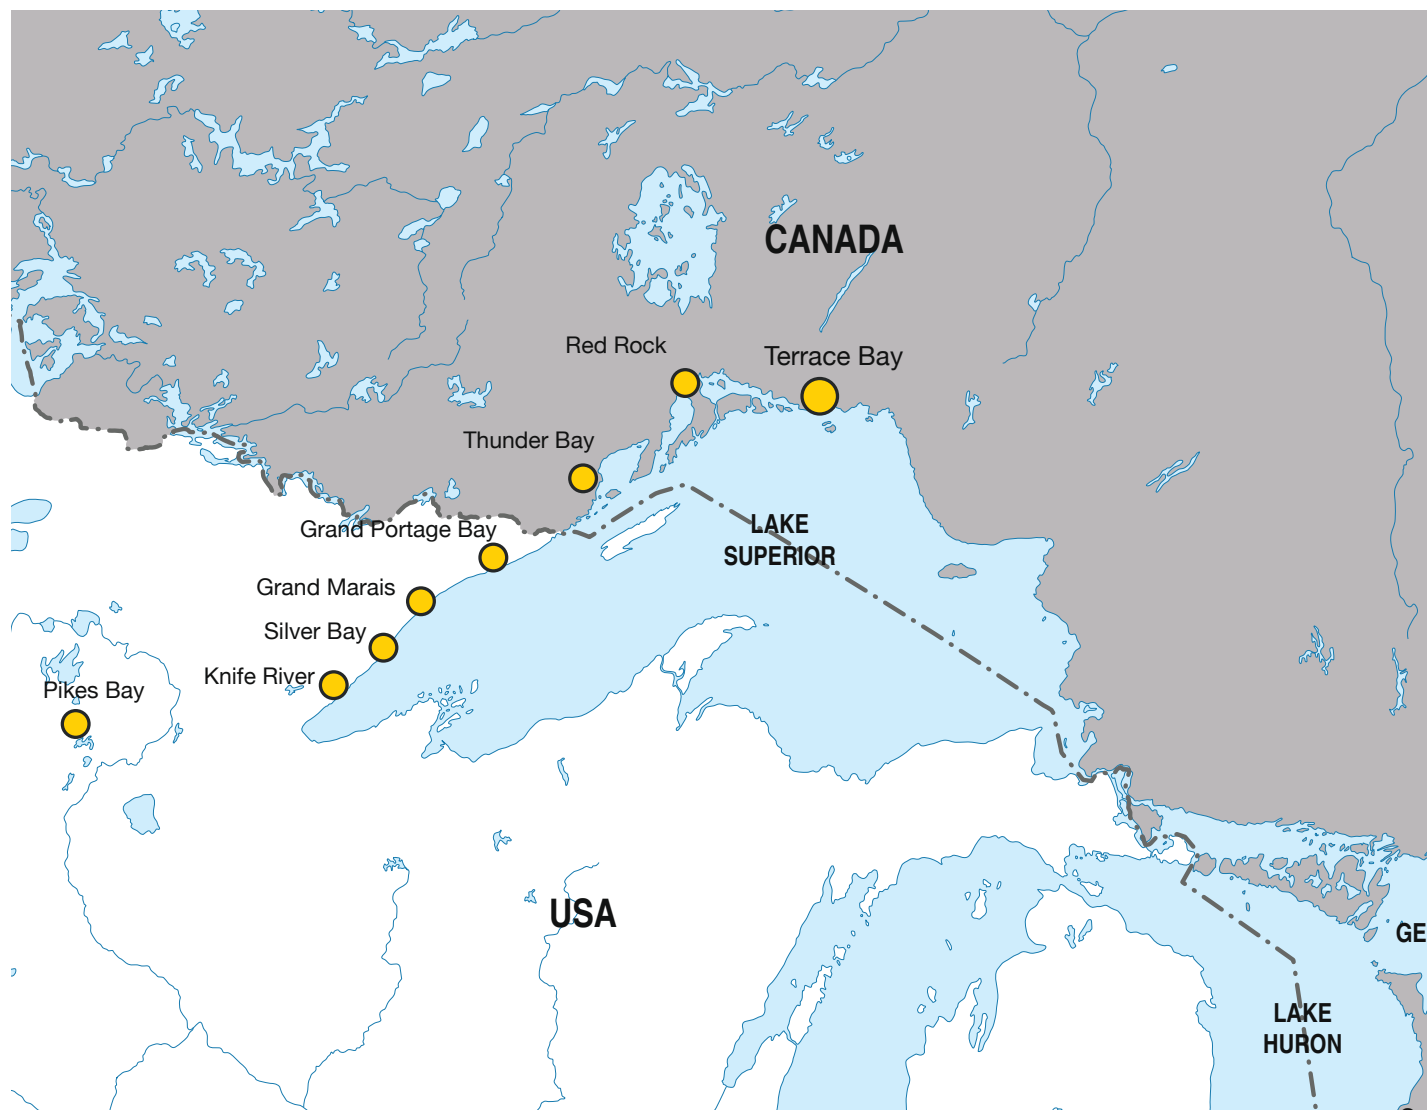 CANADA
Red Rock
Terrace Bay
Thunder Bay
LAKE
SUPERIOR
Grand Portage Bay
Grand Marais
Silver Bay
Knife River
Pikes Bay
USA
GE
LAKE
HURON